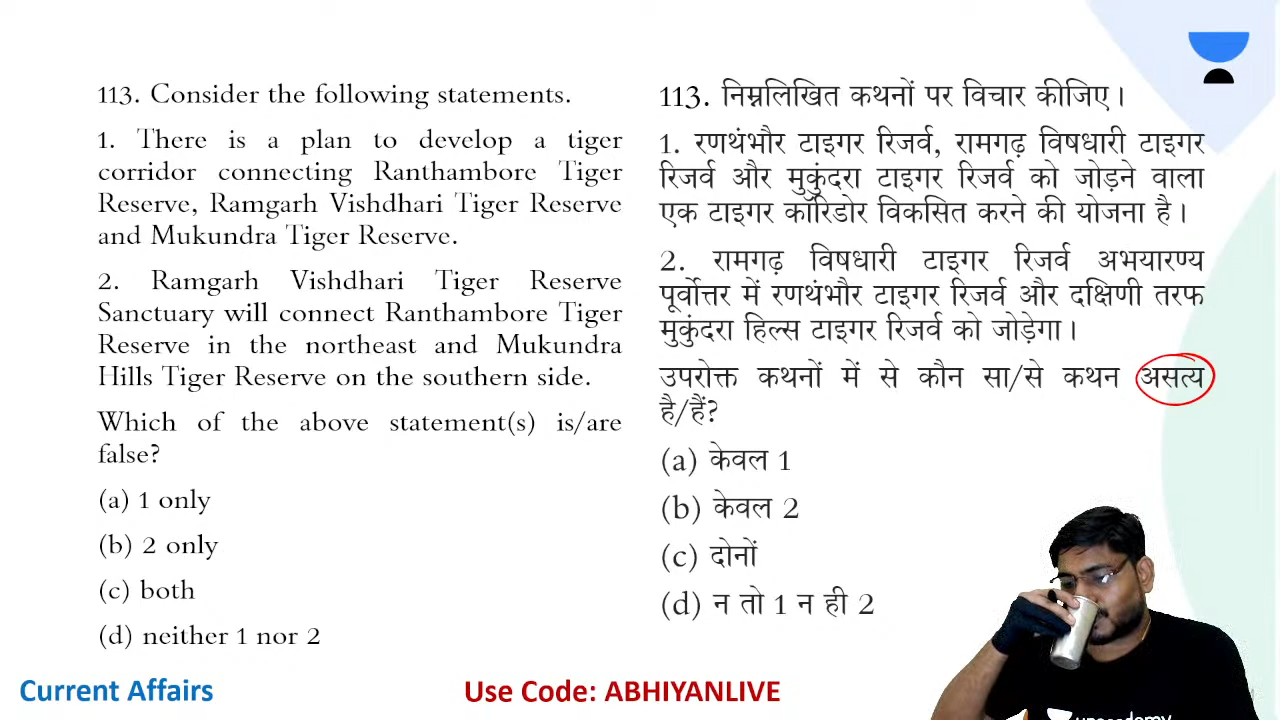 113. Consider the following statements.
1. There is a plan to develop a tiger
corridor connecting Ranthambore Tiger
Reserve, Ramgarh Vishdhari Tiger Reserve
and Mukundra Tiger Reserve.
2. Ramgarh Vishdhari Tiger Reserve
Sanctuary will connect Ranthambore Tiger
Reserve in the northeast and Mukundra
Hills Tiger Reserve on the southern side.
Which of the above statement(s) is/are
false?
(a) 1 only
(b) 2 only
(c) both
(d) neither 1 nor 2
113. निम्नलिखित कथनों पर विचार कीजिए।
1. रणथंभौर टाइगर रिजर्व, रामगढ़ विषधारी टाइगर
रिजर्व और मुकुंदरा टाइगर रिजर्व को जोड़ने वाला
एक टाइगर कॉरिडोर विकसित करने की योजना है।
2. रामगढ़ विषधारी टाइगर रिजर्व अभयारण्य
पूर्वोत्तर में रणथंभौर टाइगर रिजर्व और दक्षिणी तरफ
मुकुंदरा हिल्स टाइगर रिजर्व को जोड़ेगा।
उपरोक्त कथनों में से कौन सा/से कथन असत्य
है/हैं?
(a) केवल 1
(b) केवल 2
(c) दोनों
(d) न तो 1 न ही 2
Current Affairs
Use Code: ABHIYANLIVE